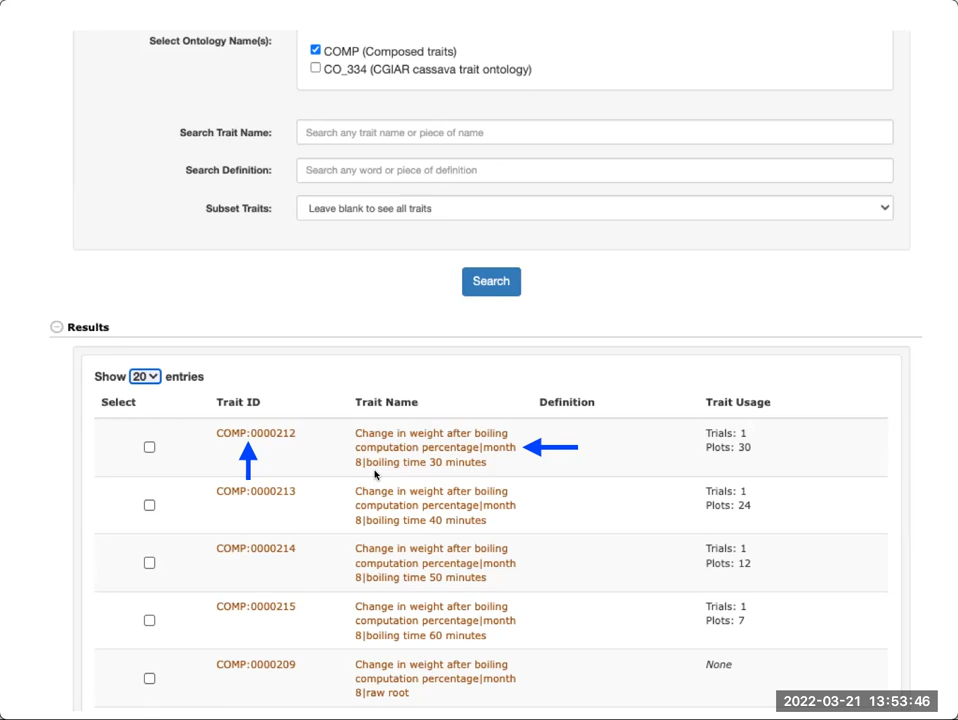 Select Ontology Name(s):
COMP (Composed traits)
CO_334 (CGIAR cassava trait ontology)
Search Trait Name:
Search any trait name or piece of name
Search Definition:
Search any word or piece of definition
Subset Traits:
Leave blank to see all traits
Search
Results
Show 20 entries
Select Trait ID Trait Name Definition Trait Usage
COMP:0000212
Change in weight after boiling
computation percentage|month
8|boiling time 30 minutes
Trials: 1
Plots: 30
COMP:0000213
Change in weight after boiling
computation percentage|month
8|boiling time 40 minutes
Trials: 1
Plots: 24
COMP:0000214
Change in weight after boiling
computation percentage|month
8|boiling time 50 minutes
Trials: 1
Plots: 12
COMP:0000215
Change in weight after boiling
computation percentage|month
8|boiling time 60 minutes
Trials: 1
Plots: 7
COMP:0000209
Change in weight after boiling
computation percentage|month
8|raw root
None
2022-03-21 13:53:46